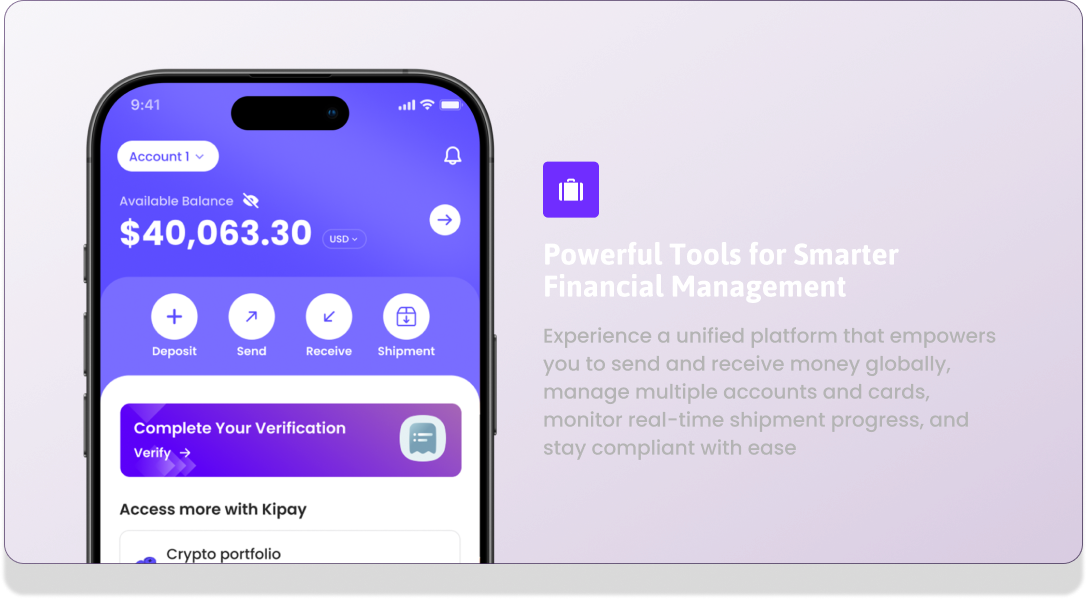 9:41
Account 1
Available Balance
$40,063.30 USD
Deposit Send Receive Shipment
Complete Your Verification
Verify
Access more with Kipay
Crypto portfolio
Powerful Tools for Smarter
Financial Management
Experience a unified platform that empowers
you to send and receive money globally,
manage multiple accounts and cards,
monitor real-time shipment progress, and
stay compliant with ease